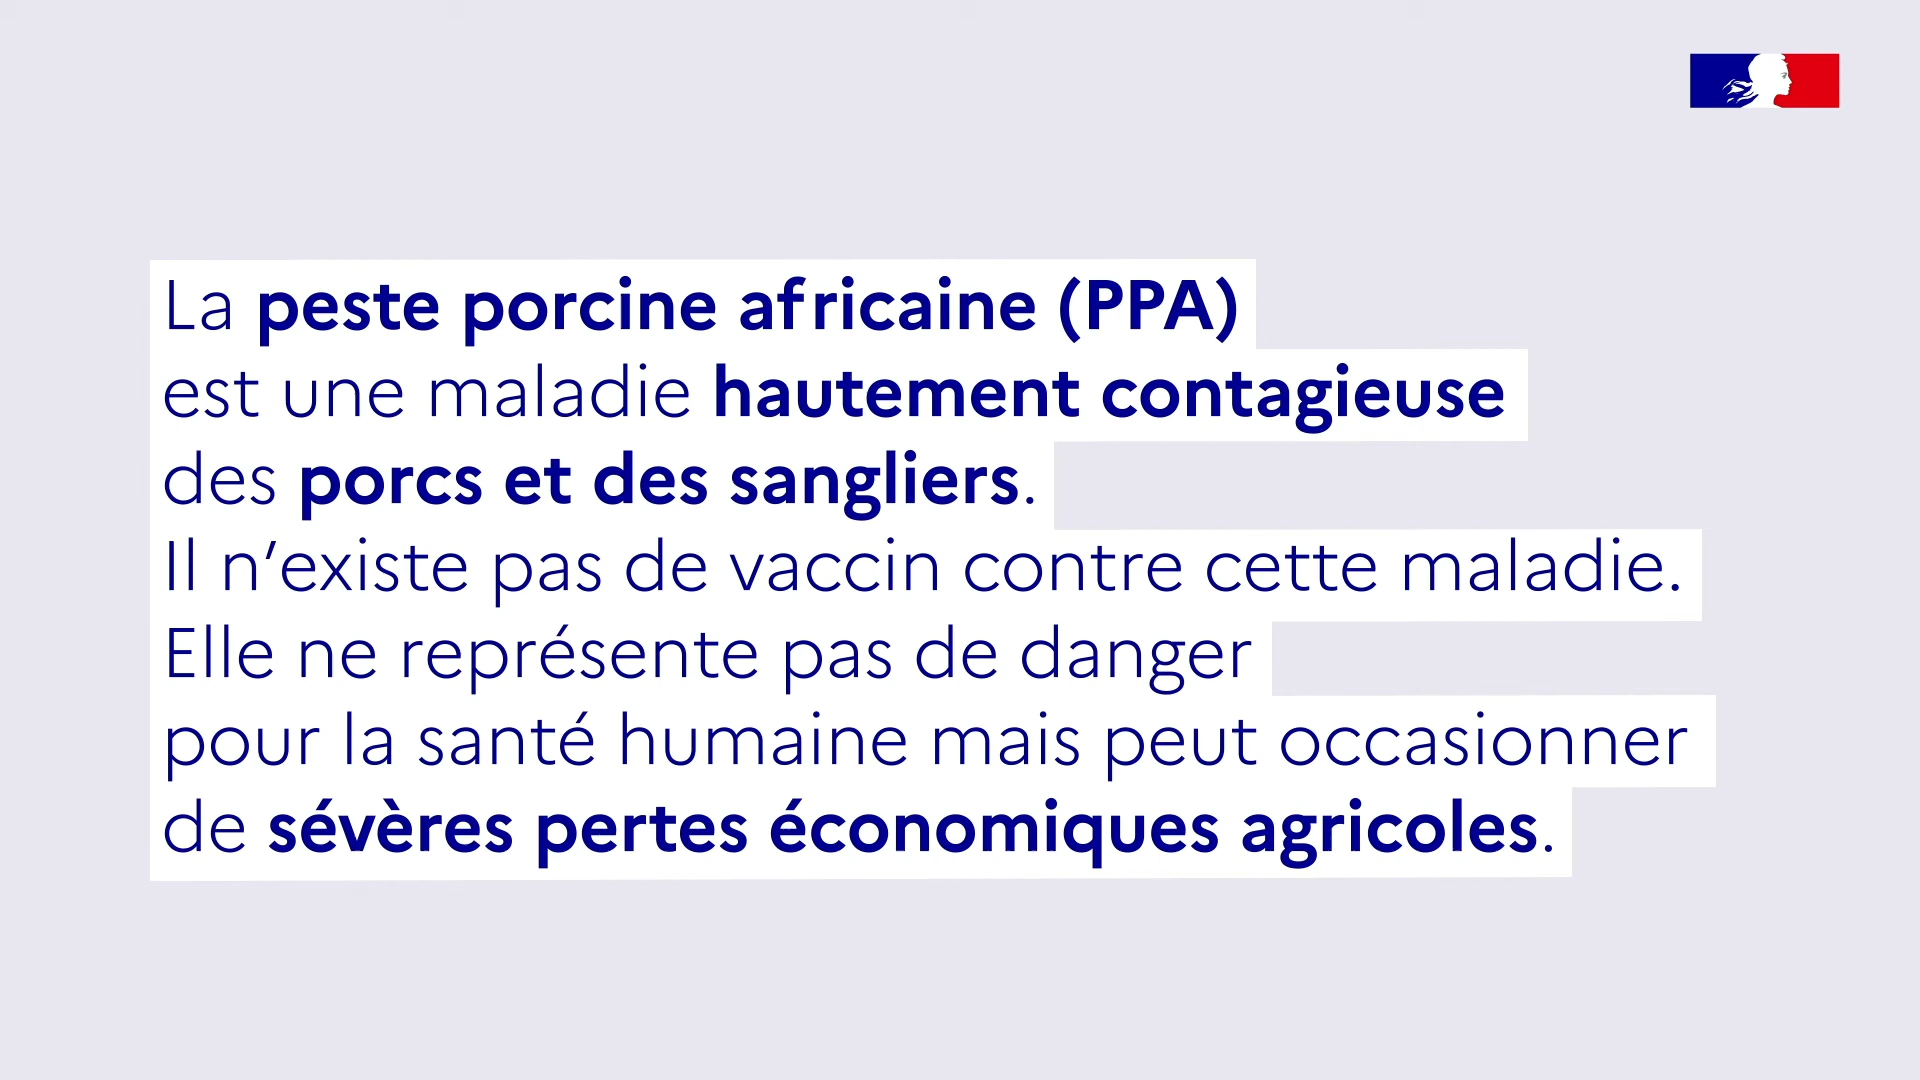 La peste porcine africaine (PPA)
est une maladie hautement contagieuse
des porcs et des sangliers.
Il n’existe pas de vaccin contre cette maladie.
Elle ne représente pas de danger
pour la santé humaine mais peut occasionner
de sévères pertes économiques agricoles.